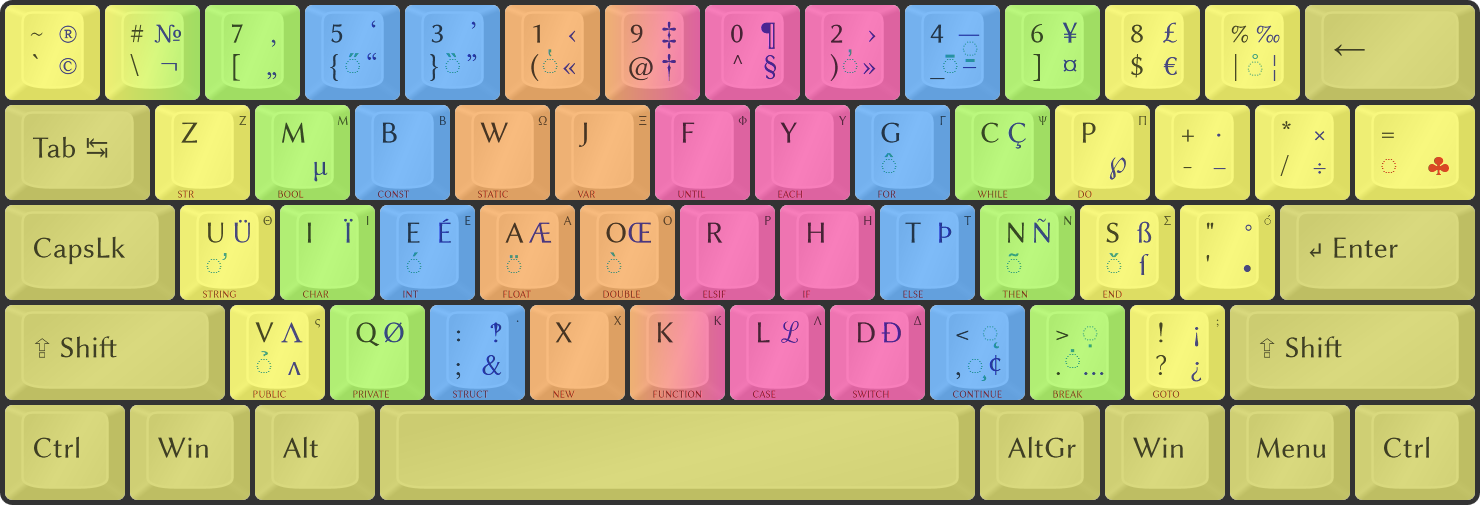 ~ ® # № 7 ‚ 5 ‘ 3 ’ 1 ‹ 9 ‡ 0 ¶ 2 › 4 — 6 ¥ 8 £ % ‰ ←
` © \ ¬ [ „ { “ } ” ( « @ † ^ § ) » _ ‗ ] ¤ $ € | ¦
Tab ↹ Z Z M M B B W Ω J Ξ F Φ Y Y G Γ C Ç Ψ P Π + · * × =
µ ℘ - – / ÷ ♣
STR BOOL CONST STATIC VAR UNTIL EACH FOR WHILE DO
CapsLk U Ü Θ I Ï I E É E A Æ A O Œ O R P H H T Þ T N Ñ N S ß Σ " ° ό ↲ Enter
ſ ' •
STRING CHAR INT FLOAT DOUBLE ELSIF IF ELSE THEN END
⇧ Shift V Λ ς Q Ø : ‽ · X X K K L ℒ Λ D Ð Δ < > ! ¡ ; ⇧ Shift
ʌ ; & , ¢ . … ? ¿
PUBLIC PRIVATE STRUCT NEW FUNCTION CASE SWITCH CONTINUE BREAK GOTO
Ctrl Win Alt AltGr Win Menu Ctrl